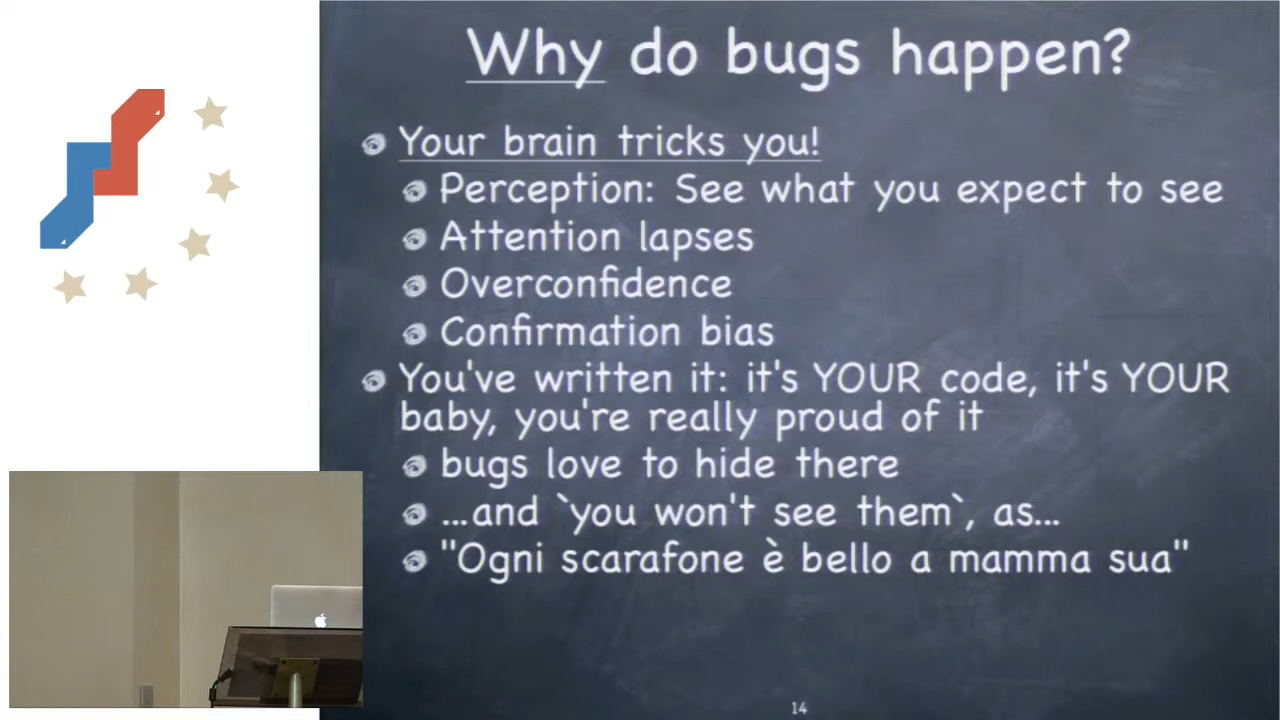 Why do bugs happen?
Your brain tricks you!
Perception: See what you expect to see
Attention lapses
Overconfidence
Confirmation bias
You've written it: it's YOUR code, it's YOUR
baby, you're really proud of it
bugs love to hide there
...and `you won't see them`, as...
"Ogni scarafone è bello a mamma sua"
14